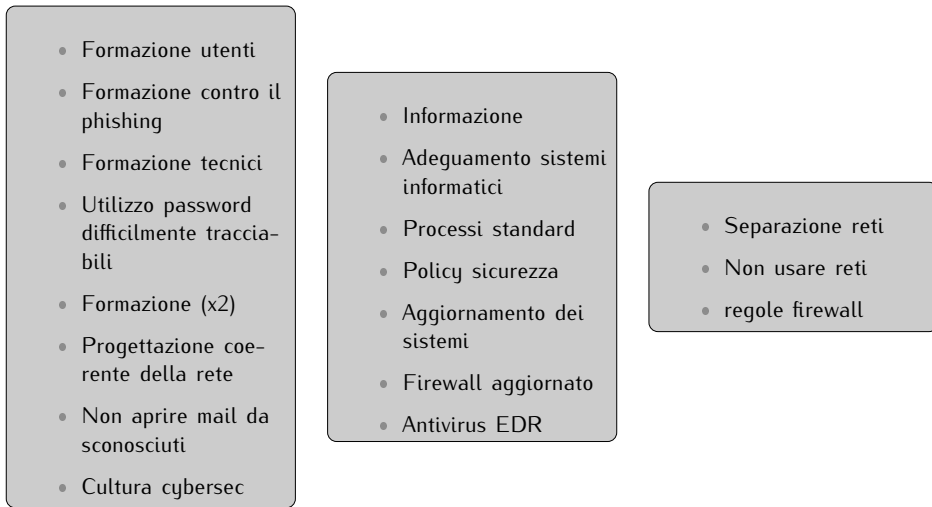 • Formazione utenti
• Formazione contro il
phishing
• Formazione tecnici
• Utilizzo password
difficilmente traccia-
bili
• Formazione (x2)
• Progettazione coe-
rente della rete
• Non aprire mail da
sconosciuti
• Cultura cybersec
• Informazione
• Adeguamento sistemi
informatici
• Processi standard
• Policy sicurezza
• Aggiornamento dei
sistemi
• Firewall aggiornato
• Antivirus EDR
• Separazione reti
• Non usare reti
• regole firewall